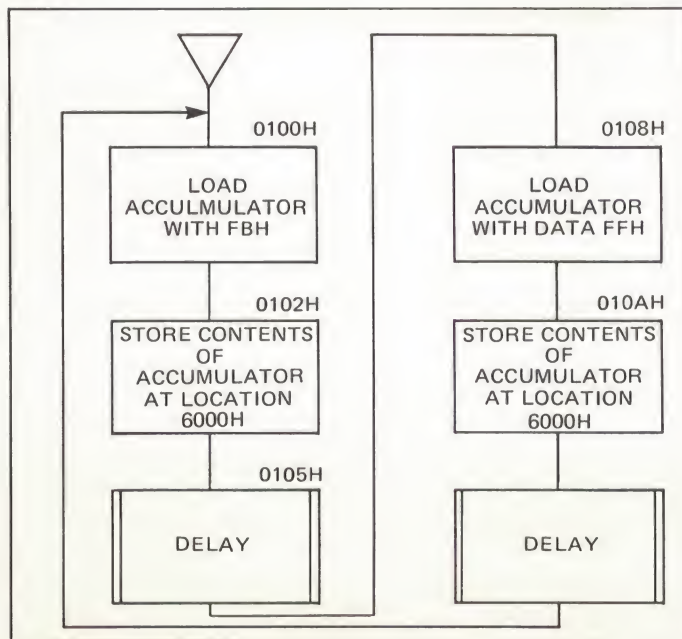 0100H
LOAD
ACCULMULATOR
WITH FBH
0102H
STORE CONTENTS
OF
ACCUMULATOR
AT LOCATION
6000H
0105H
DELAY
0108H
LOAD
ACCUMULATOR
WITH DATA FFH
010AH
STORE CONTENTS
OF
ACCUMULATOR
AT LOCATION
6000H
DELAY